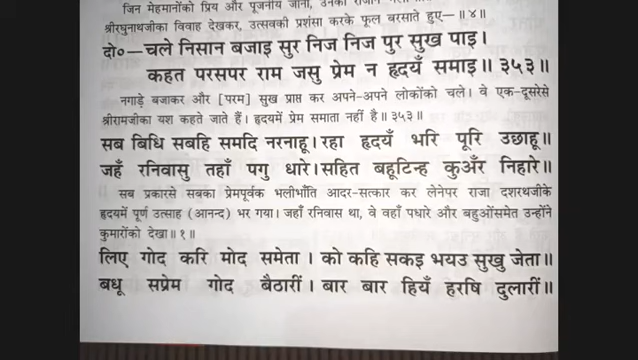 जिन मेहमानोंको प्रिय और पूजनीय जाना, उनका राजाने
श्रीरघुनाथजीका विवाह देखकर, उत्सवकी प्रशंसा करके फूल बरसाते हुए—॥ ४॥
दो०—चले निसान बजाइ सुर निज निज पुर सुख पाइ।
कहत परसपर राम जसु प्रेम न हृदयँ समाइ॥ ३५३॥
नगाड़े बजाकर और [परम] सुख प्राप्त कर अपने-अपने लोकोंको चले। वे एक-दूसरेसे
श्रीरामजीका यश कहते जाते हैं। हृदयमें प्रेम समाता नहीं है॥ ३५३॥
सब बिधि सबहि समदि नरनाहू। रहा हृदयँ भरि पूरि उछाहू॥
जहँ रनिवासु तहाँ पगु धारे। सहित बहूटिन्ह कुअँर निहारे॥
सब प्रकारसे सबका प्रेमपूर्वक भलीभाँति आदर-सत्कार कर लेनेपर राजा दशरथजीके
हृदयमें पूर्ण उत्साह (आनन्द) भर गया। जहाँ रनिवास था, वे वहाँ पधारे और बहुओंसमेत उन्होंने
कुमारोंको देखा॥ १॥
लिए गोद करि मोद समेता। को कहि सकइ भयउ सुखु जेता॥
बधू सप्रेम गोद बैठारीं। बार बार हियँ हरषि दुलारीं॥